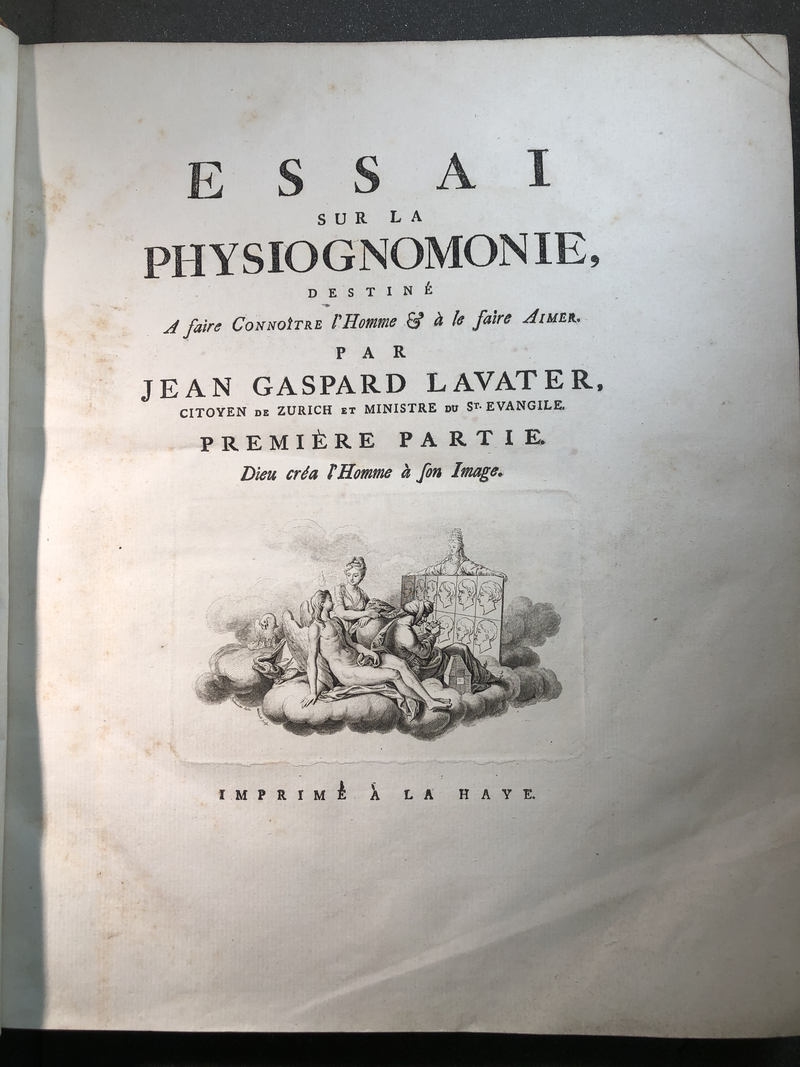 ESSAI
SUR LA
PHYSIOGNOMONIE,
DESTINÉ
A faire CONNOÎTRE l'Homme & à le faire AIMER.
PAR
JEAN GASPARD LAVATER,
CITOYEN DE ZURICH ET MINISTRE DU ST. EVANGILE.
PREMIÈRE PARTIE.
Dieu créa l'Homme à ſon Image.
IMPRIMÉ À LA HAYE.